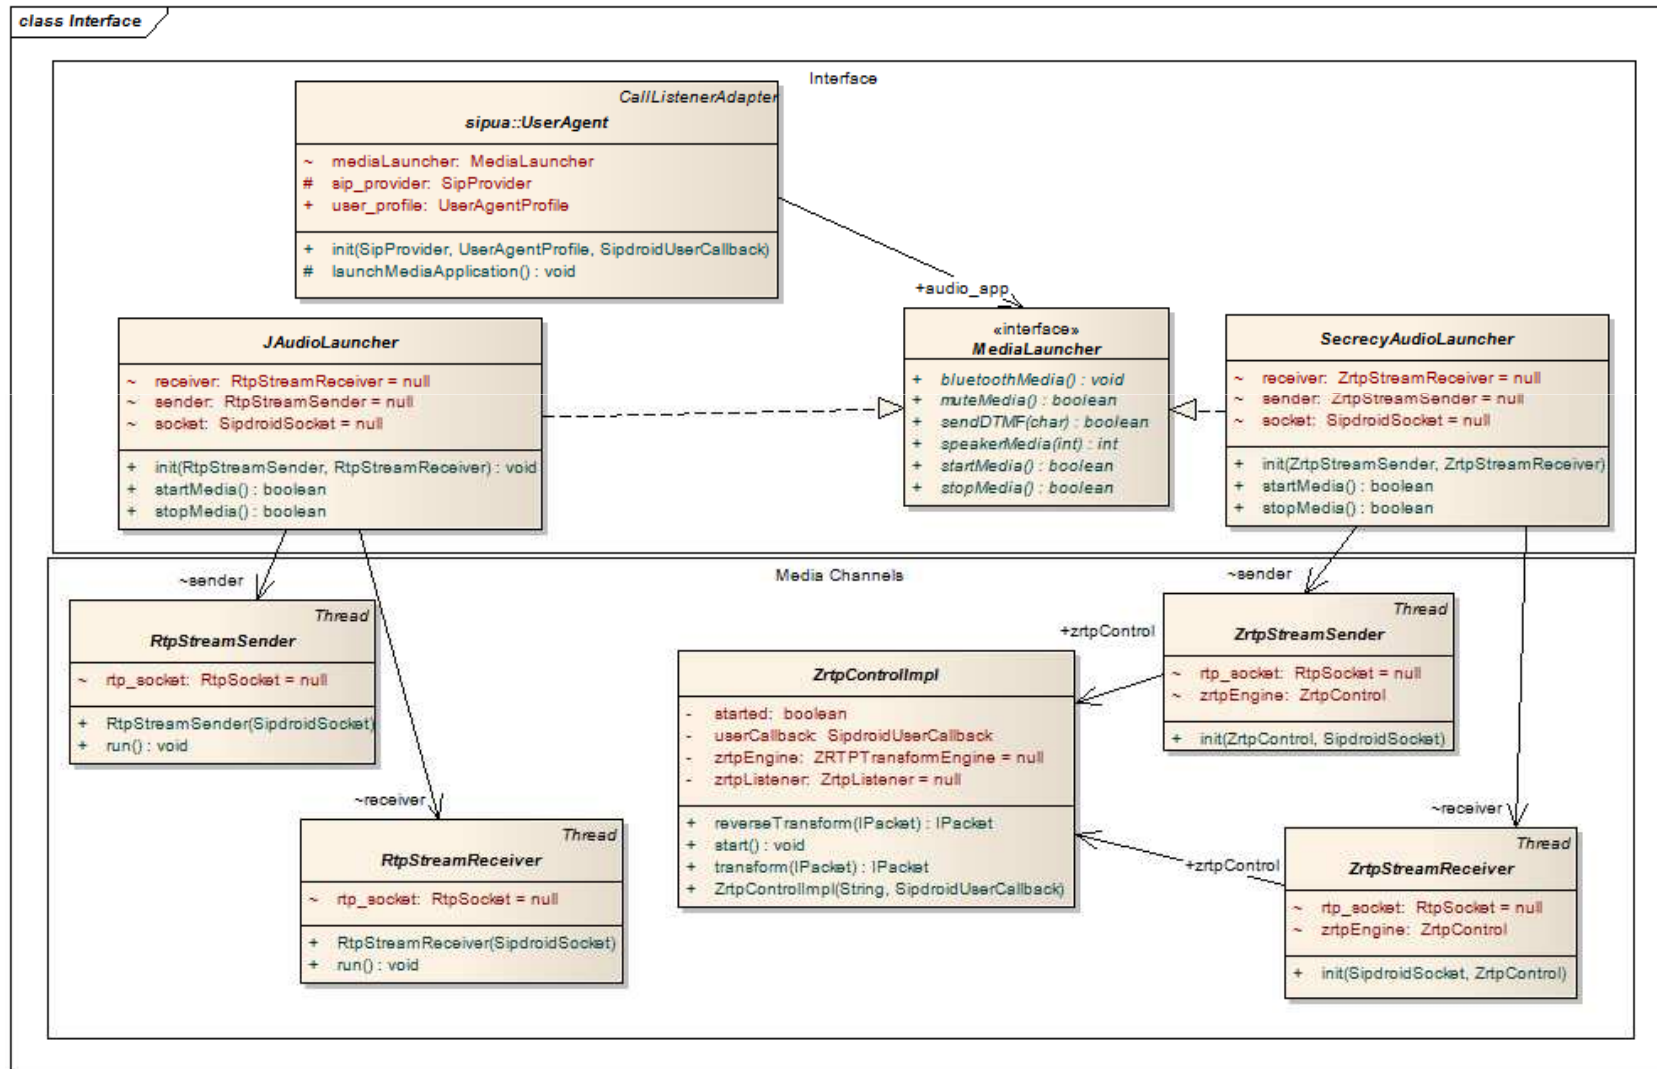 class Interface
Interface
CallListenerAdapter
sipua::UserAgent
~ mediaLauncher: MediaLauncher
# sip_provider: SipProvider
+ user_profile: UserAgentProfile
+ init(SipProvider, UserAgentProfile, SipdroidUserCallback)
# launchMediaApplication() : void
+audio_app
JAudioLauncher
~ receiver: RtpStreamReceiver = null
~ sender: RtpStreamSender = null
~ socket: SipdroidSocket = null
+ init(RtpStreamSender, RtpStreamReceiver) : void
+ startMedia() : boolean
+ stopMedia() : boolean
«interface»
MediaLauncher
+ bluetoothMedia() : void
+ muteMedia() : boolean
+ sendDTMF(char) : boolean
+ speakerMedia(int) : int
+ startMedia() : boolean
+ stopMedia() : boolean
SecrecyAudioLauncher
~ receiver: ZrtpStreamReceiver = null
~ sender: ZrtpStreamSender = null
~ socket: SipdroidSocket = null
+ init(ZrtpStreamSender, ZrtpStreamReceiver)
+ startMedia() : boolean
+ stopMedia() : boolean
Media Channels
~sender
~sender
Thread
RtpStreamSender
~ rtp_socket: RtpSocket = null
+ RtpStreamSender(SipdroidSocket)
+ run() : void
~receiver
Thread
RtpStreamReceiver
~ rtp_socket: RtpSocket = null
+ RtpStreamReceiver(SipdroidSocket)
+ run() : void
+zrtpControl
ZrtpControlImpl
- started: boolean
- userCallback: SipdroidUserCallback
- zrtpEngine: ZRTPTransformEngine = null
- zrtpListener: ZrtpListener = null
+ reverseTransform(IPacket) : IPacket
+ start() : void
+ transform(IPacket) : IPacket
+ ZrtpControlImpl(String, SipdroidUserCallback)
Thread
ZrtpStreamSender
~ rtp_socket: RtpSocket = null
~ zrtpEngine: ZrtpControl
+ init(ZrtpControl, SipdroidSocket)
~receiver
+zrtpControl
Thread
ZrtpStreamReceiver
~ rtp_socket: RtpSocket = null
~ zrtpEngine: ZrtpControl
+ init(SipdroidSocket, ZrtpControl)